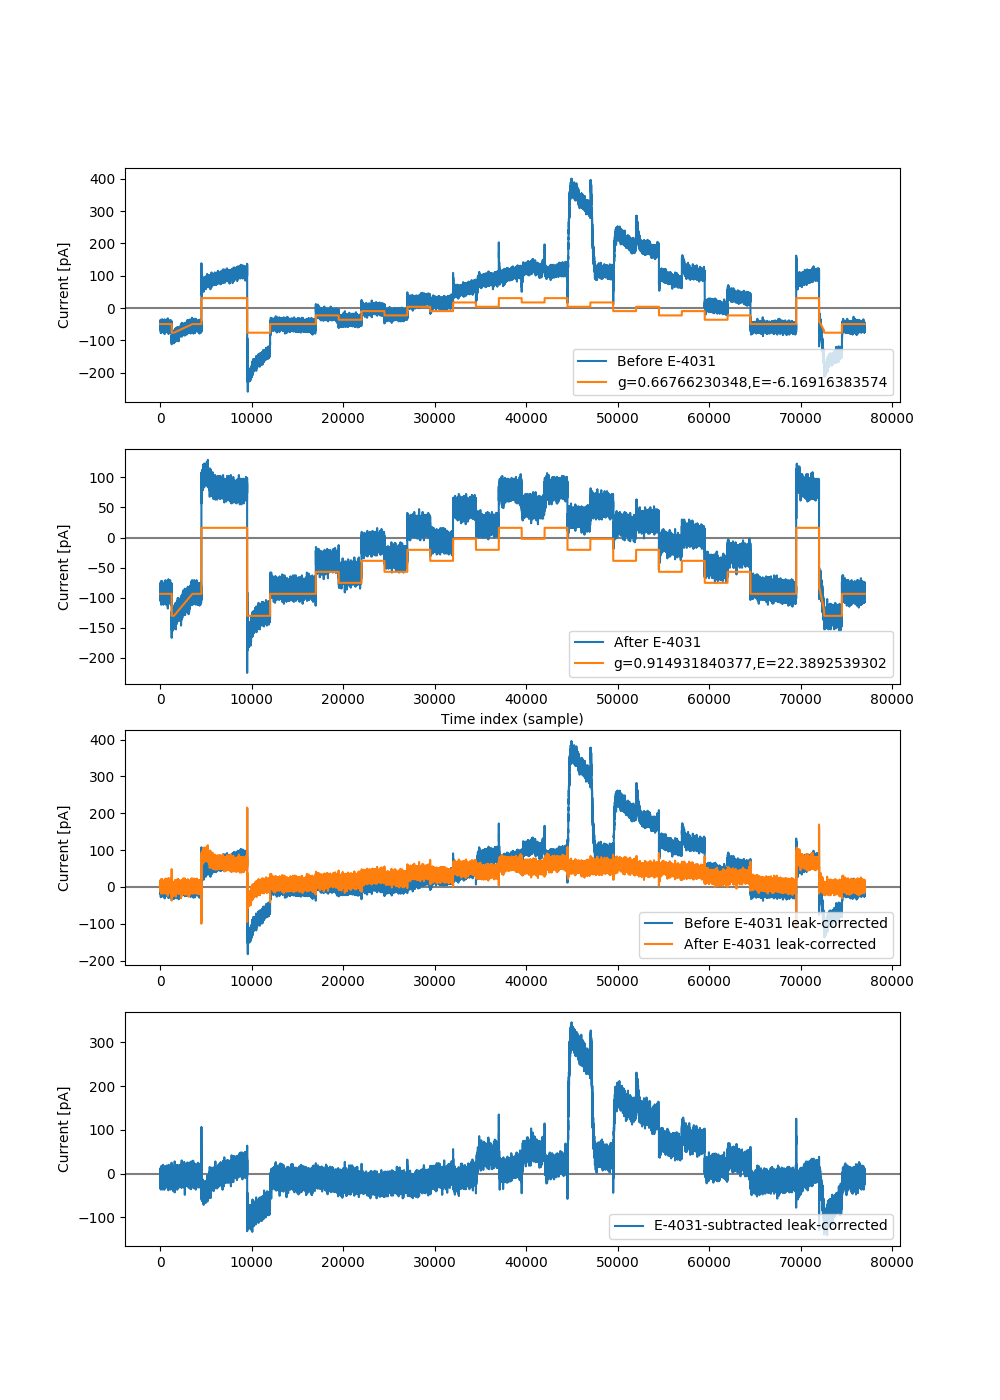 400
300
200
100
0
−100
−200
Current [pA]
Before E-4031
g=0.66766230348,E=-6.16916383574
0 10000 20000 30000 40000 50000 60000 70000 80000
100
50
0
−50
−100
−150
−200
Current [pA]
After E-4031
g=0.914931840377,E=22.3892539302
0 10000 20000 30000 40000 50000 60000 70000 80000
Time index (sample)
400
300
200
100
0
−100
−200
Current [pA]
Before E-4031 leak-corrected
After E-4031 leak-corrected
0 10000 20000 30000 40000 50000 60000 70000 80000
300
200
100
0
−100
Current [pA]
E-4031-subtracted leak-corrected
0 10000 20000 30000 40000 50000 60000 70000 80000